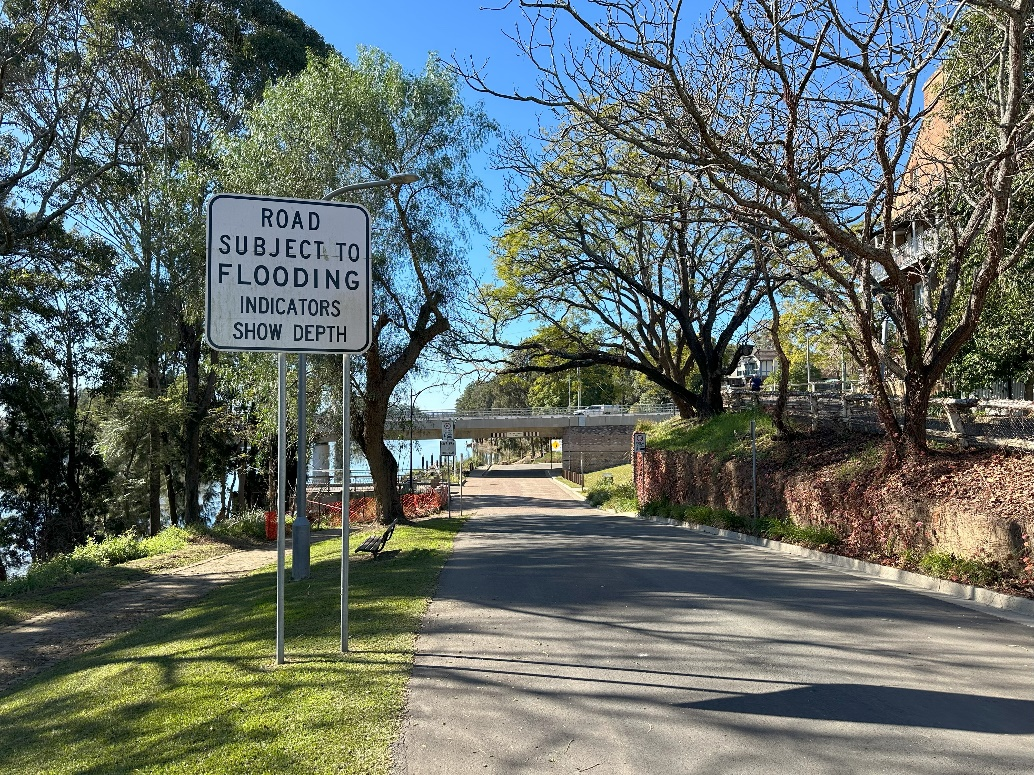 ROAD
SUBJECT TO
FLOODING
INDICATORS
SHOW DEPTH